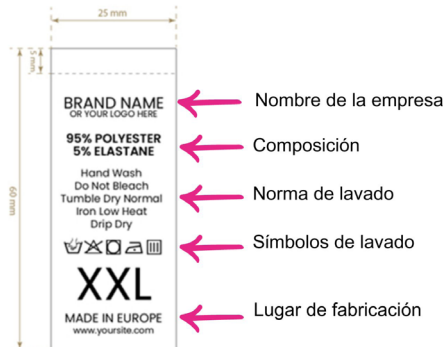 25 mm
5 mm
60 mm
BRAND NAME
OR YOUR LOGO HERE
Nombre de la empresa
95% POLYESTER
5% ELASTANE
Composición
Hand Wash
Do Not Bleach
Tumble Dry Normal
Iron Low Heat
Drip Dry
Norma de lavado
Símbolos de lavado
XXL
MADE IN EUROPE
www.yoursite.com
Lugar de fabricación